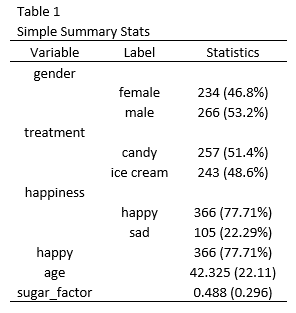 Table 1
Simple Summary Stats
Variable Label Statistics
gender
female 234 (46.8%)
male 266 (53.2%)
treatment
candy 257 (51.4%)
ice cream 243 (48.6%)
happiness
happy 366 (77.71%)
sad 105 (22.29%)
happy 366 (77.71%)
age 42.325 (22.11)
sugar_factor 0.488 (0.296)